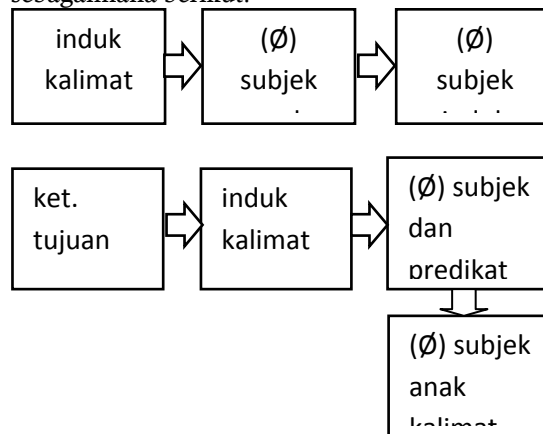 sebagaimana berikut:
induk
kalimat
(Ø)
subjek
(Ø)
subjek
ket.
tujuan
induk
kalimat
(Ø) subjek
dan
predikat
(Ø) subjek
anak
kalimat